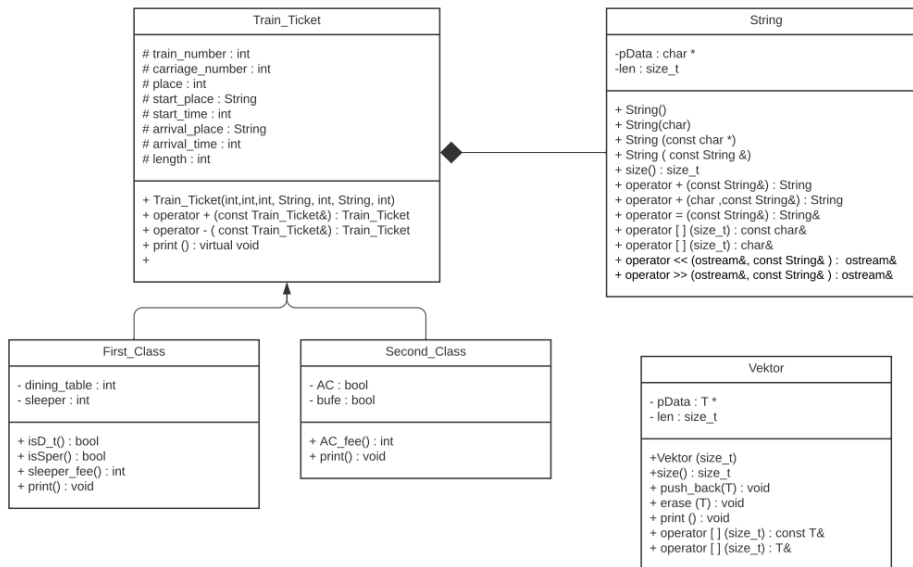 Train_Ticket
# train_number : int
# carriage_number : int
# place : int
# start_place : String
# start_time : int
# arrival_place : String
# arrival_time : int
# length : int
+ Train_Ticket(int,int,int, String, int, String, int)
+ operator + (const Train_Ticket&) : Train_Ticket
+ operator - ( const Train_Ticket&) : Train_Ticket
+ print () : virtual void
+
String
-pData : char *
-len : size_t
+ String()
+ String(char)
+ String (const char *)
+ String ( const String &)
+ size() : size_t
+ operator + (const String&) : String
+ operator + (char ,const String&) : String
+ operator = (const String&) : String&
+ operator [ ] (size_t) : const char&
+ operator [ ] (size_t) : char&
+ operator << (ostream&, const String& ) : ostream&
+ operator >> (ostream&, const String& ) : ostream&
First_Class
- dining_table : int
- sleeper : int
+ isD_t() : bool
+ isSper() : bool
+ sleeper_fee() : int
+ print() : void
Second_Class
- AC : bool
- bufe : bool
+ AC_fee() : int
+ print() : void
Vektor
- pData : T *
- len : size_t
+Vektor (size_t)
+size() : size_t
+ push_back(T) : void
+ erase (T) : void
+ print () : void
+ operator [ ] (size_t) : const T&
+ operator [ ] (size_t) : T&